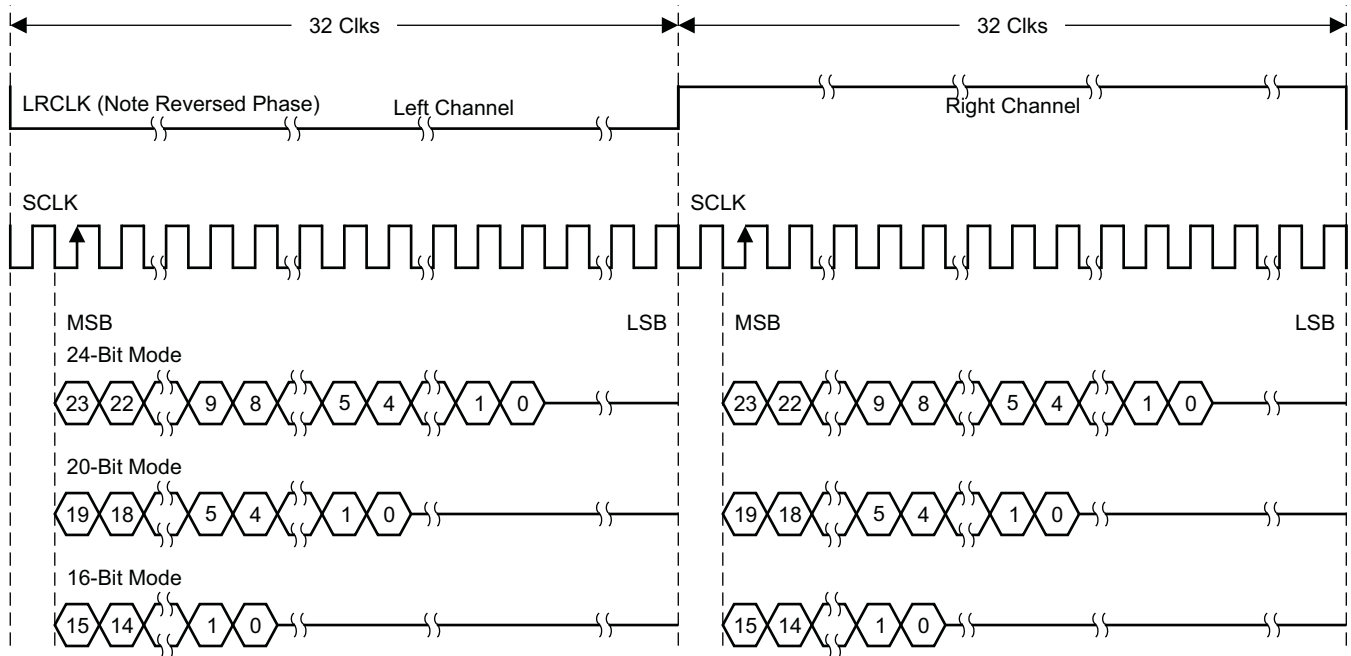 32 Clks 32 Clks
LRCLK (Note Reversed Phase) Left Channel Right Channel
SCLK SCLK
MSB LSB MSB LSB
24-Bit Mode
23 22 9 8 5 4 1 0 23 22 9 8 5 4 1 0
20-Bit Mode
19 18 5 4 1 0 19 18 5 4 1 0
16-Bit Mode
15 14 1 0 15 14 1 0